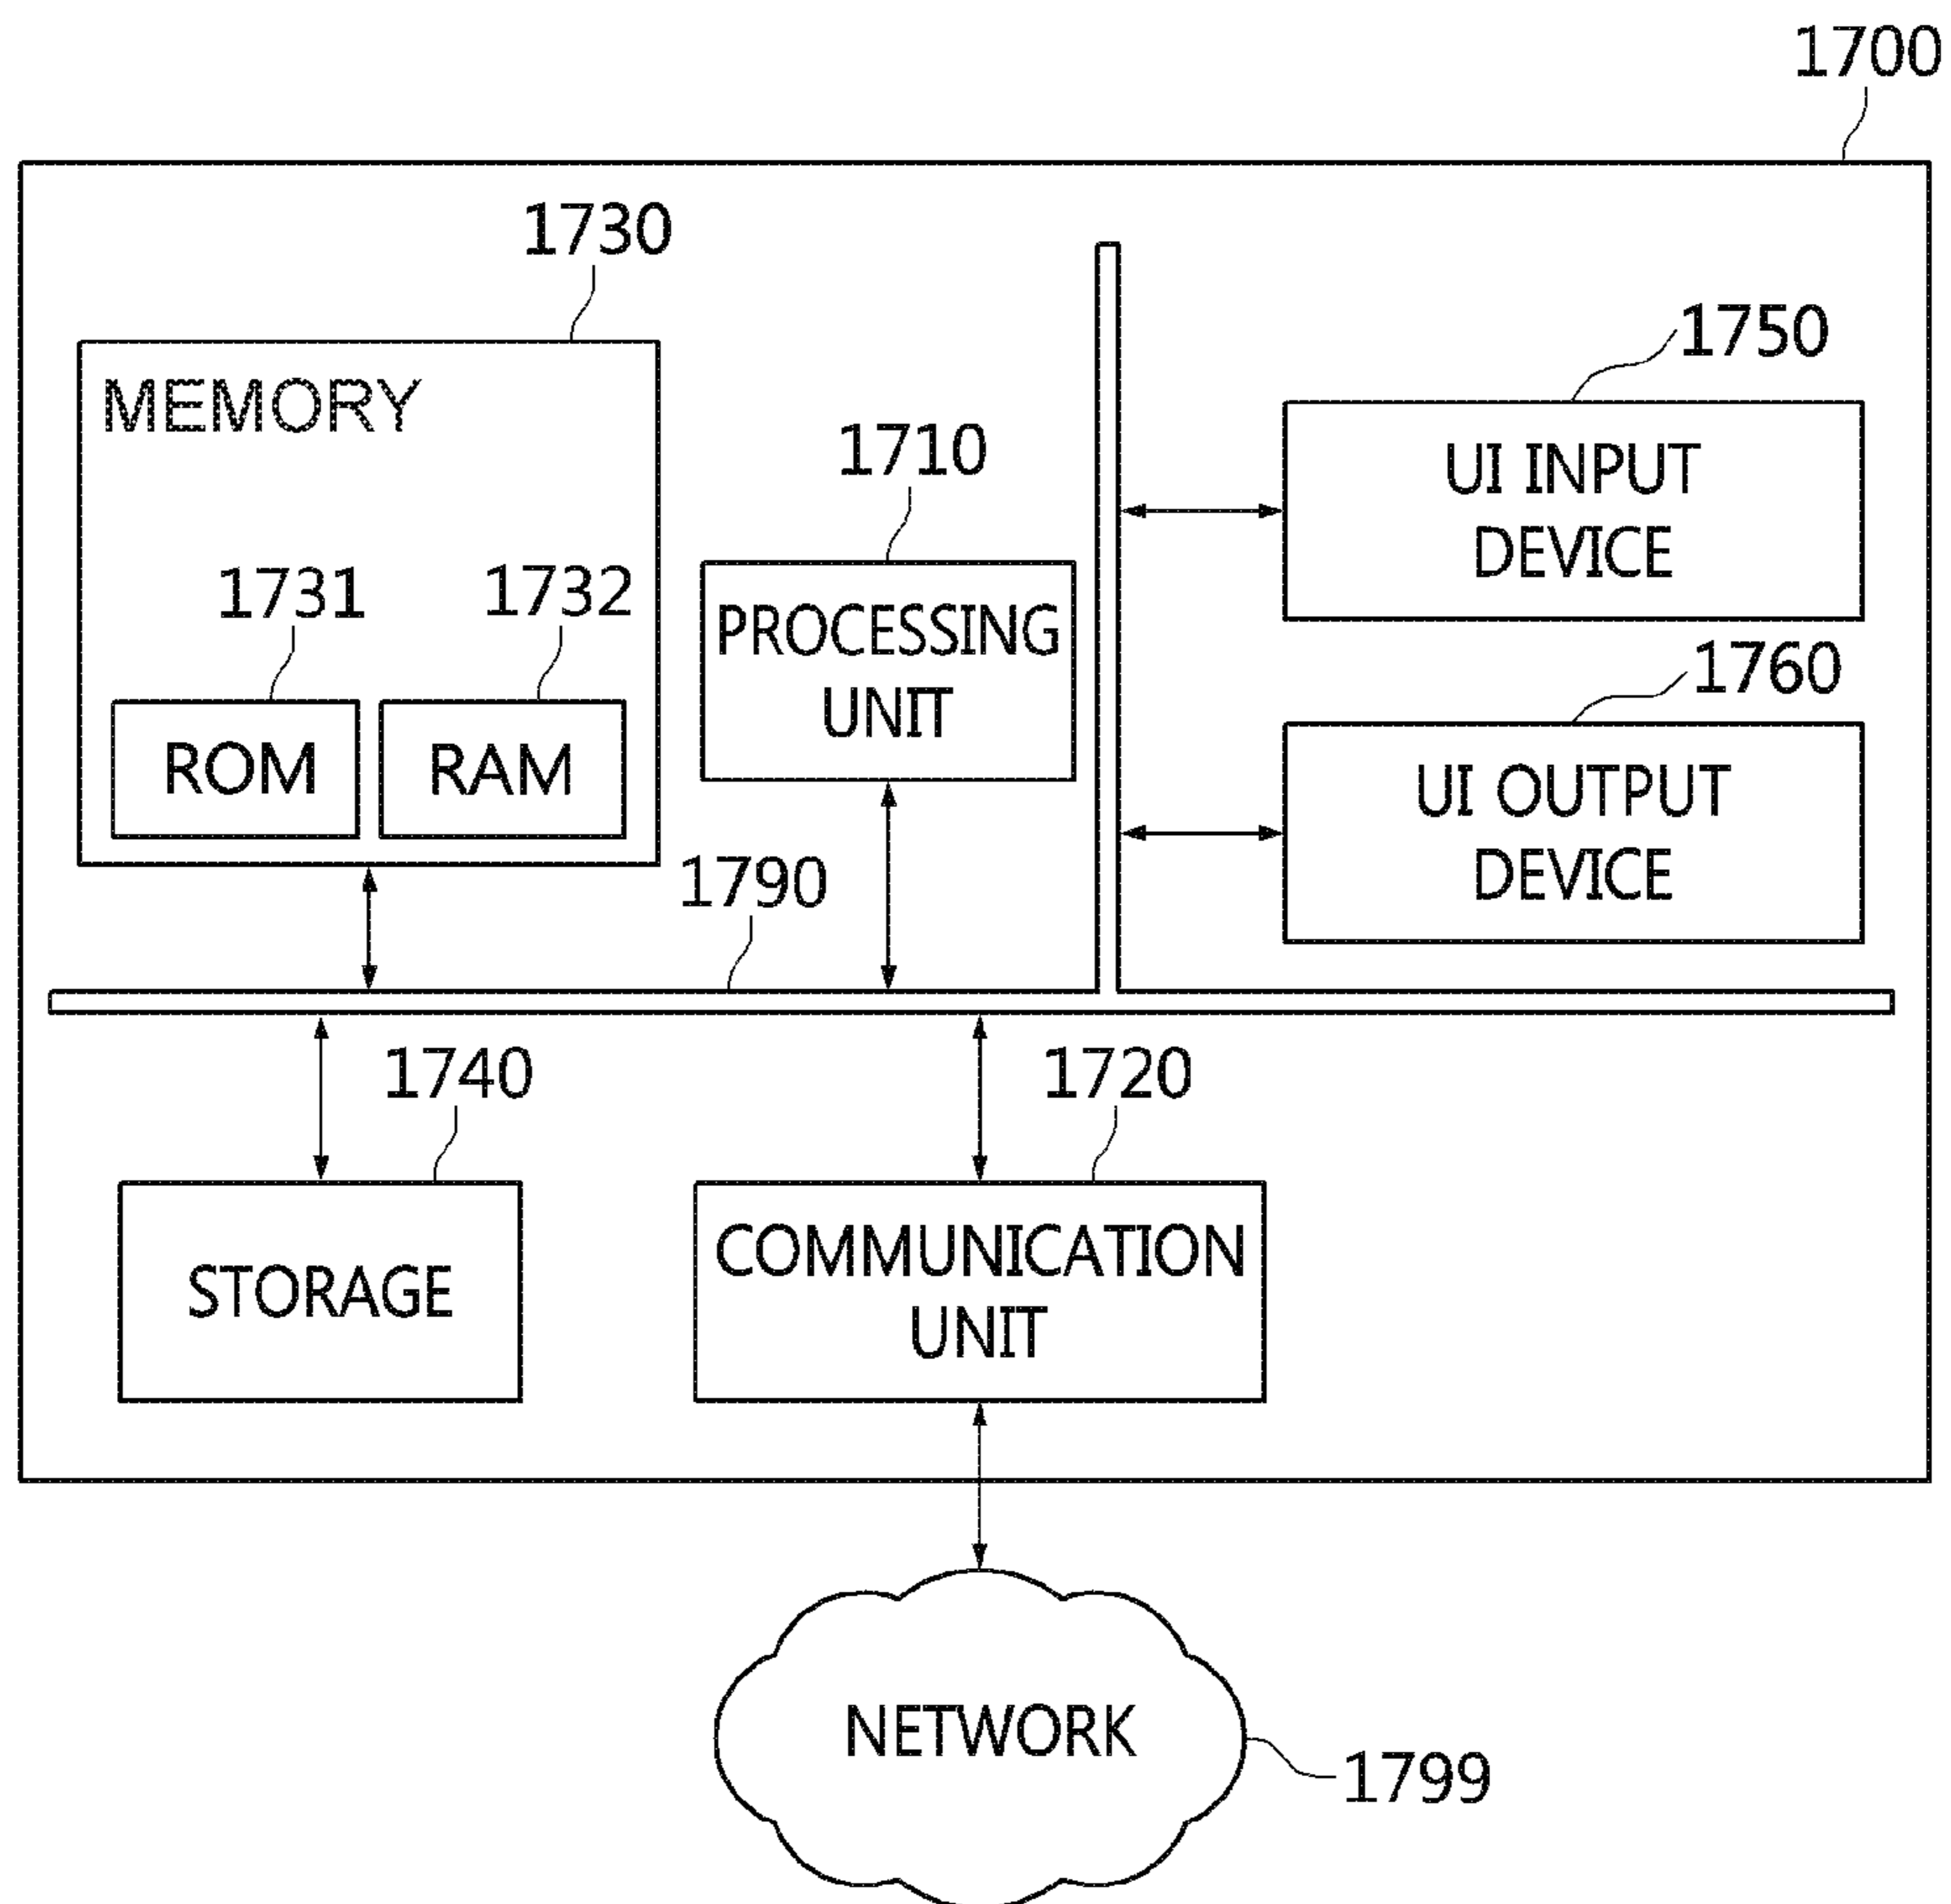 1700
1730
MEMORY
1750
UI INPUT
DEVICE
1710
PROCESSING
UNIT
1731
1732
ROM
RAM
1760
UI OUTPUT
DEVICE
1790
1740
STORAGE
1720
COMMUNICATION
UNIT
NETWORK
1799